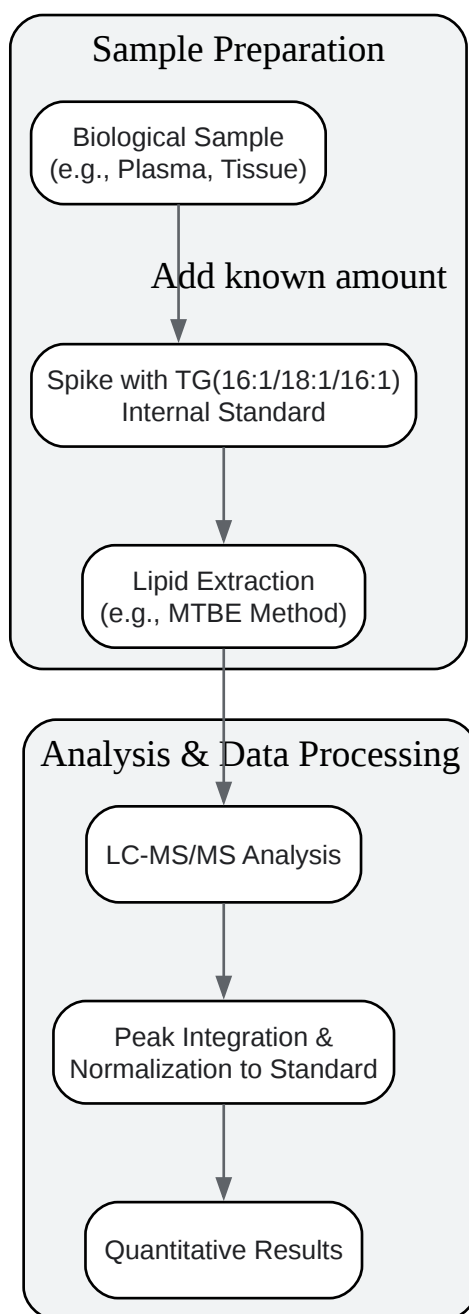 Sample Preparation
Biological Sample
(e.g., Plasma, Tissue)
Add known amount
Spike with TG(16:1/18:1/16:1)
Internal Standard
Lipid Extraction
(e.g., MTBE Method)
Analysis & Data Processing
LC-MS/MS Analysis
Peak Integration &
Normalization to Standard
Quantitative Results